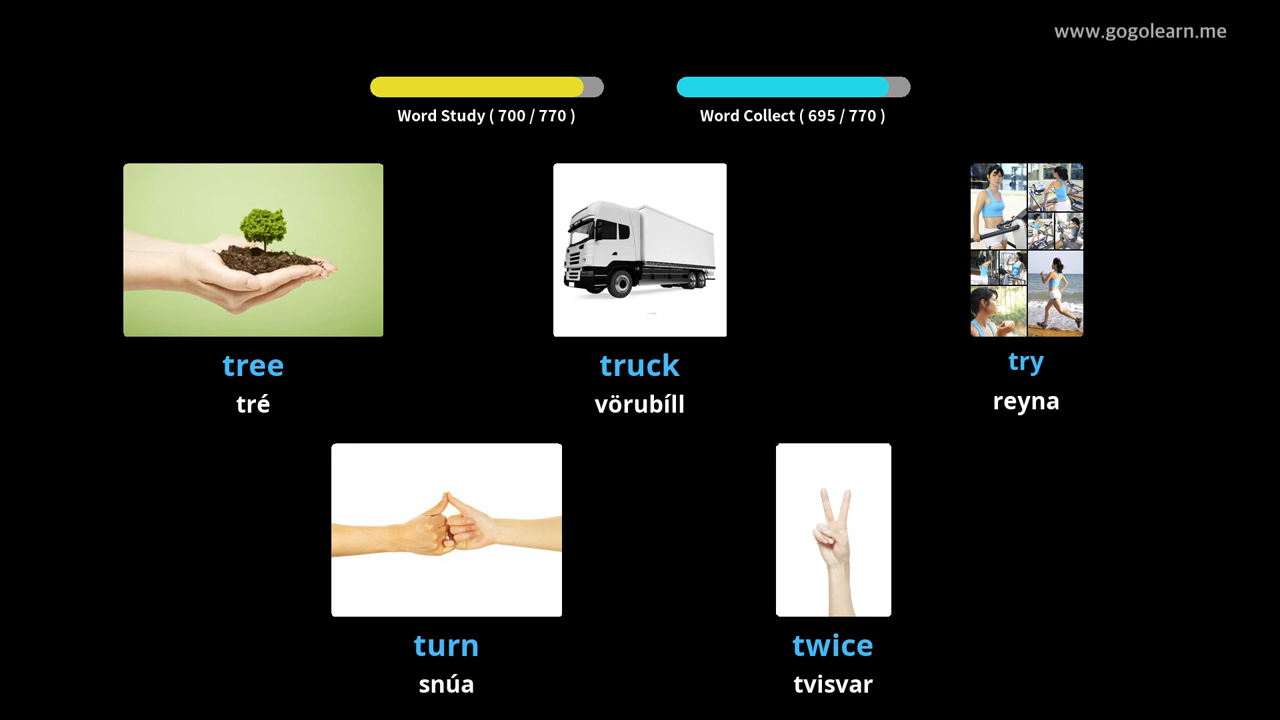 www.gogolearn.me
Word Study ( 700 / 770 )
Word Collect ( 695 / 770 )
tree
tré
truck
vörubíll
try
reyna
turn
snúa
twice
tvisvar